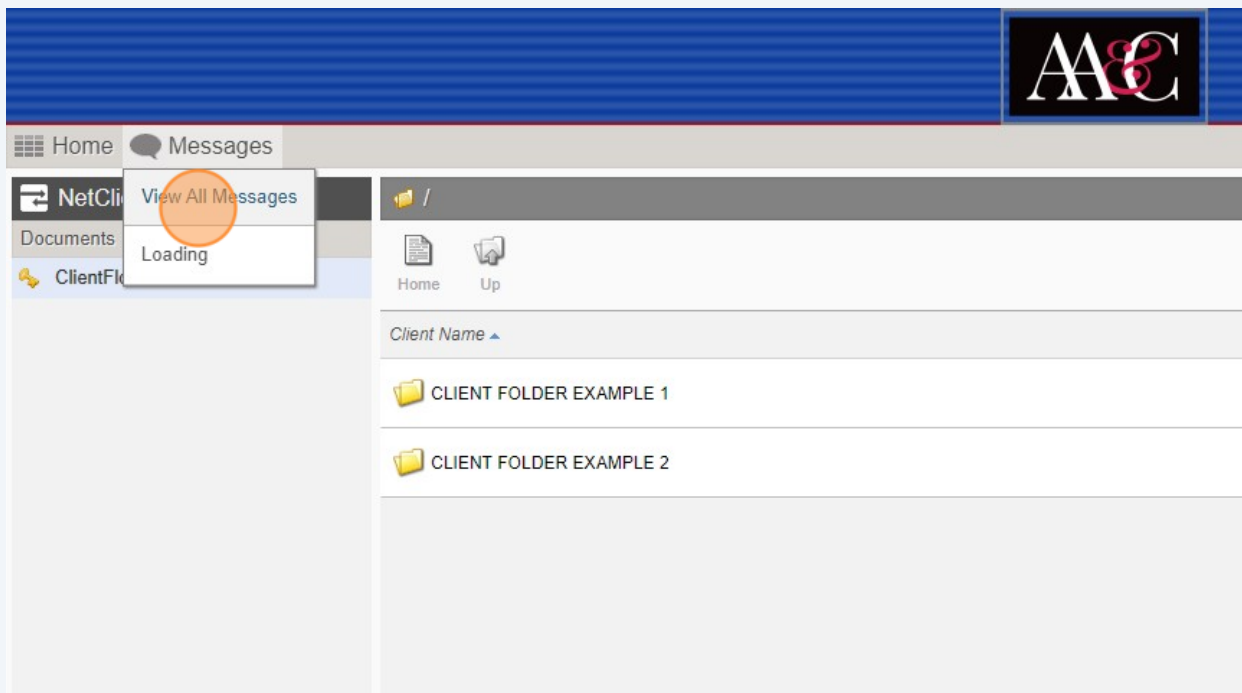 AA&C
Home Messages
NetCli
View All Messages
/
Documents
Loading
ClientFl
Home Up
Client Name
CLIENT FOLDER EXAMPLE 1
CLIENT FOLDER EXAMPLE 2